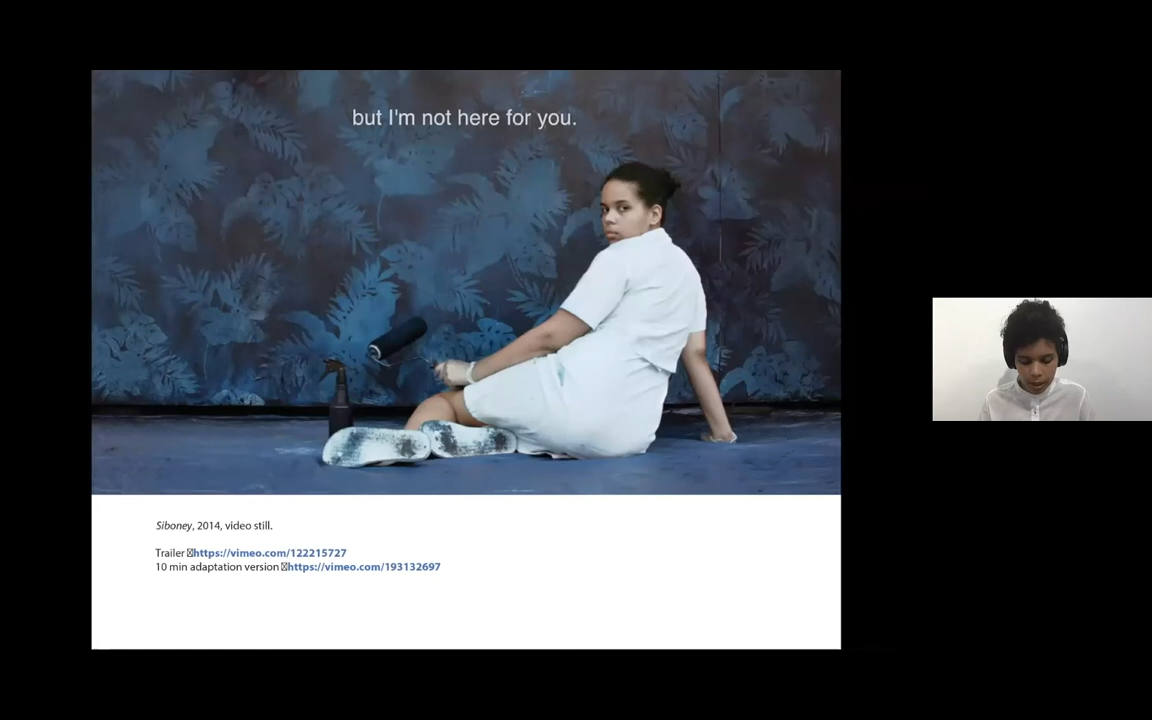 but I'm not here for you.
Siboney, 2014, video still.
Trailer https://vimeo.com/122215727
10 min adaptation version https://vimeo.com/193132697